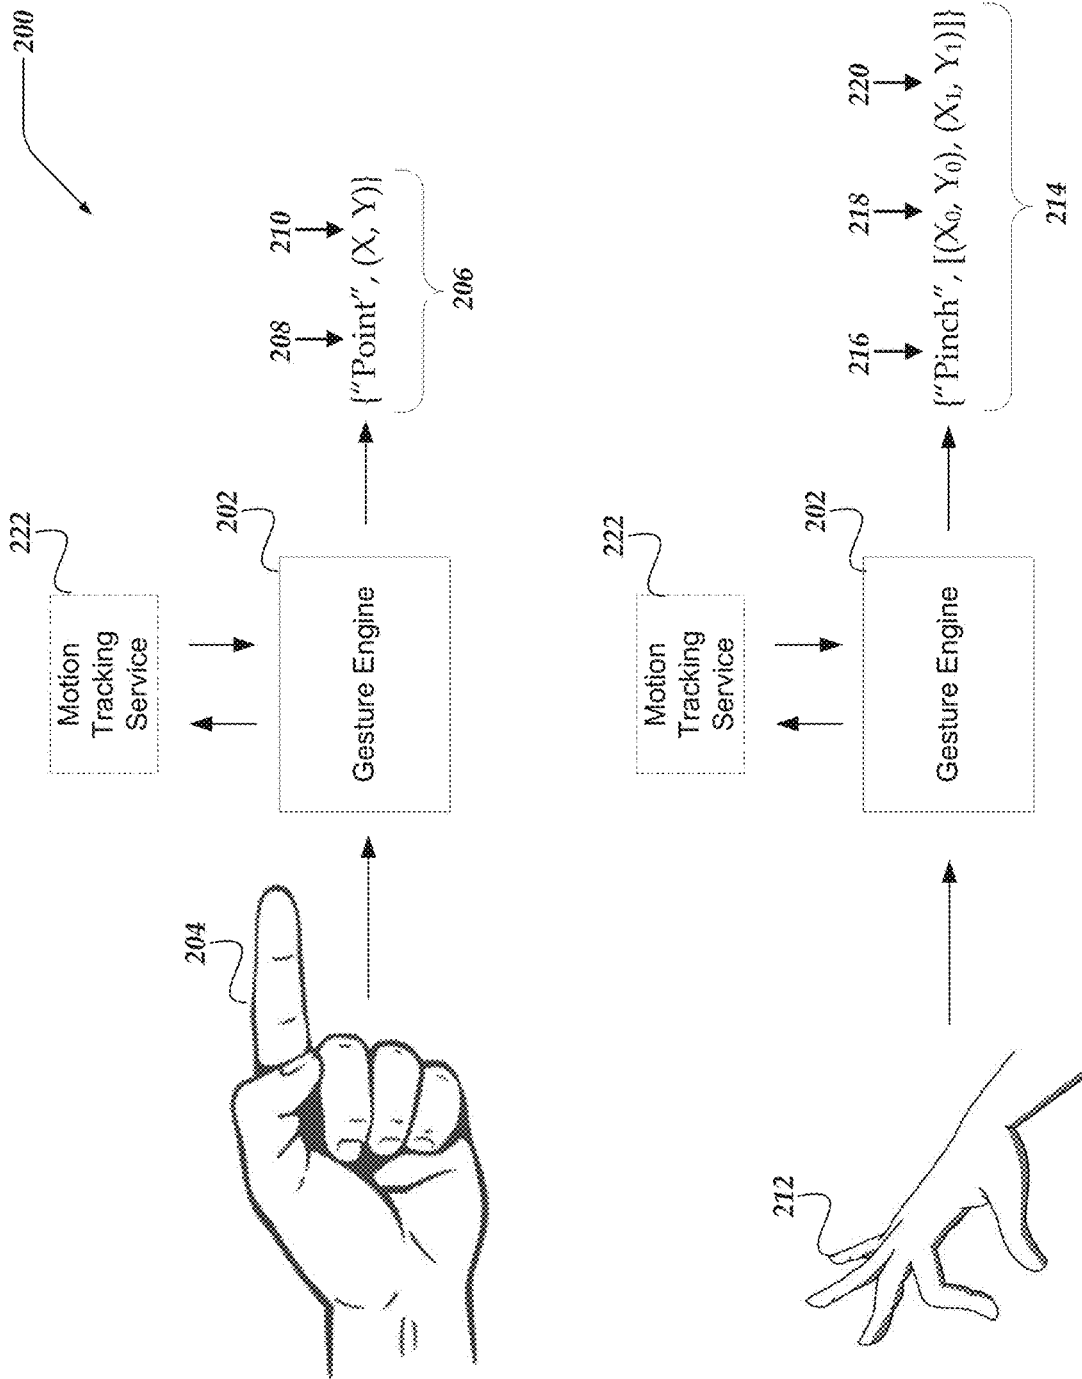 200
222
Motion
Tracking
Service
204
202
Gesture Engine
208
210
{“Point”, (X, Y)}
206
222
Motion
Tracking
Service
212
202
Gesture Engine
216
218
220
{“Pinch”, [(X₀, Y₀), (X₁, Y₁)]}
214